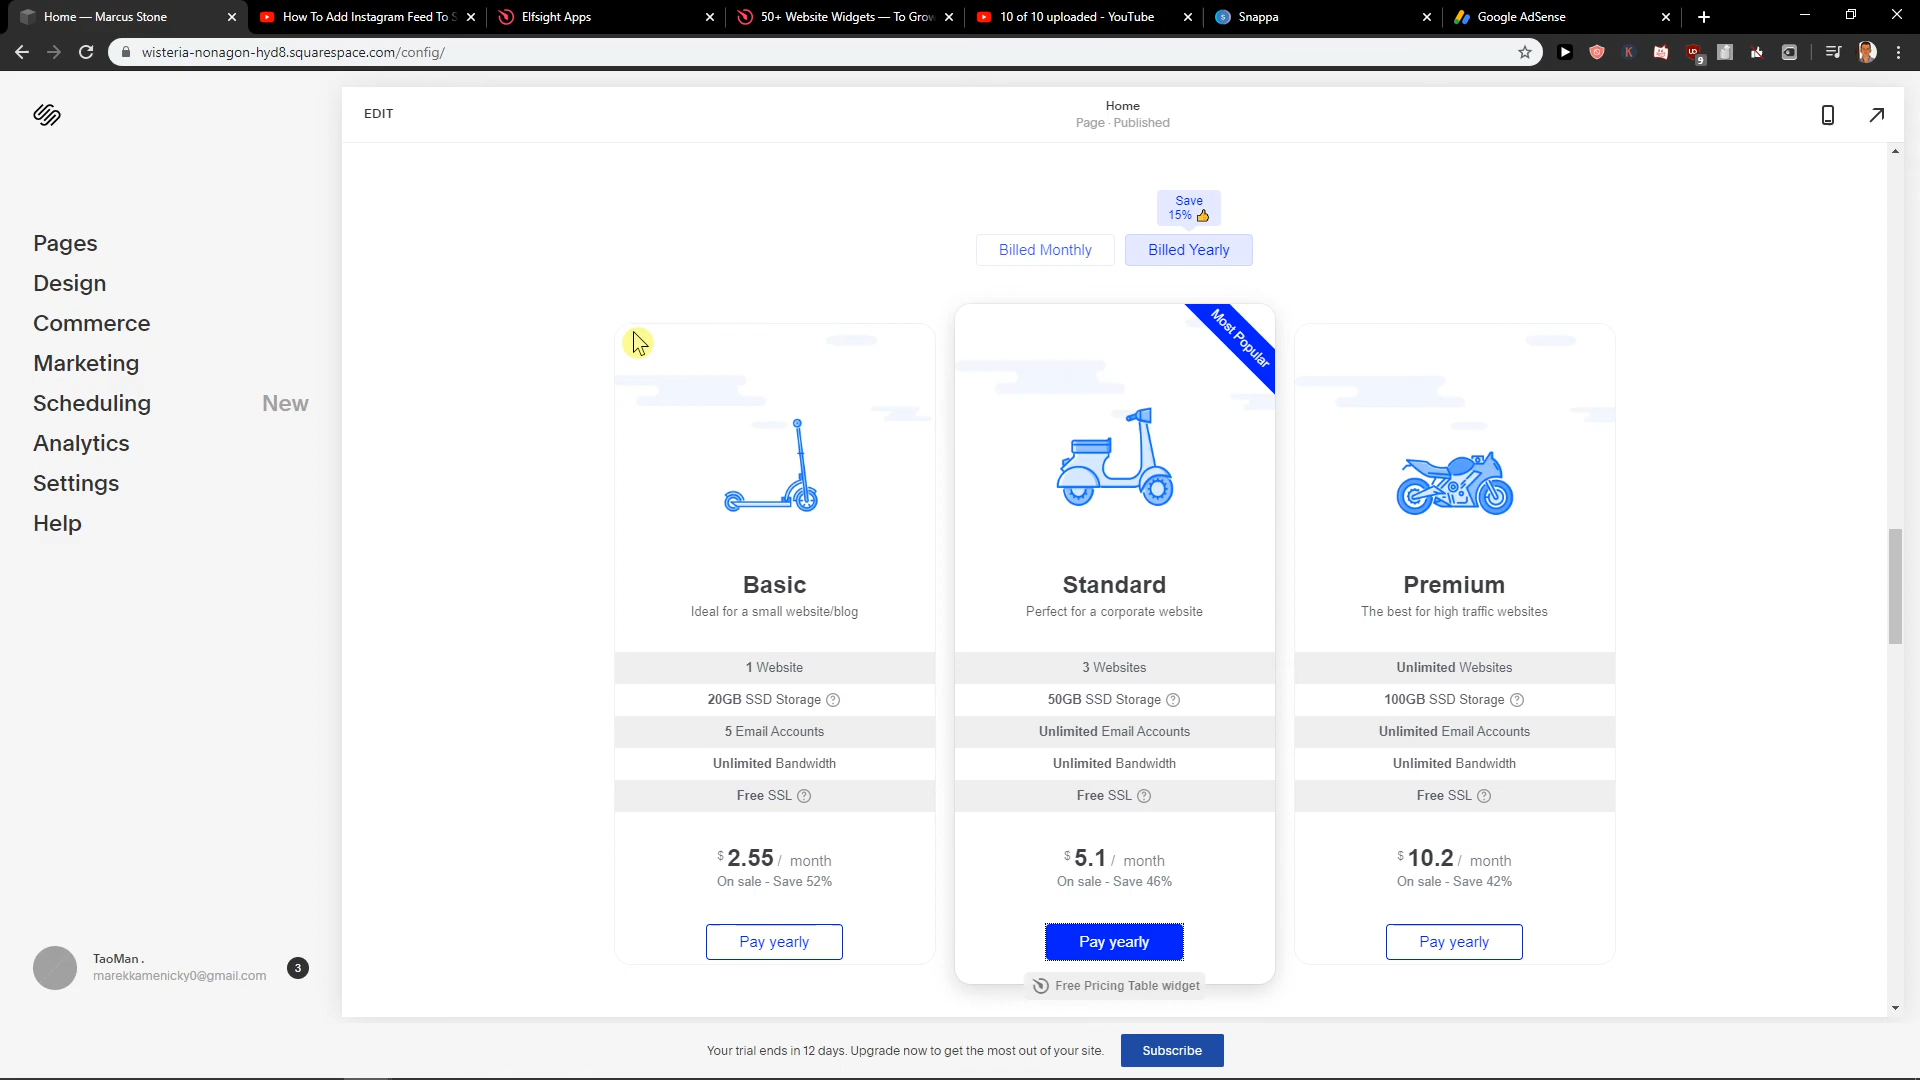 Home — Marcus Stone
How To Add Instagram Feed To S
Elfsight Apps
50+ Website Widgets — To Grow
10 of 10 uploaded - YouTube
Snappa
Google AdSense
wisteria-nonagon-hyd8.squarespace.com/config/
9
EDIT
Home
Page · Published
Pages
Design
Commerce
Marketing
Scheduling New
Analytics
Settings
Help
TaoMan .
marekkamenicky0@gmail.com
3
Save
15% 👍
Billed Monthly
Billed Yearly
Most Popular
Basic
Ideal for a small website/blog
1 Website
20GB SSD Storage
5 Email Accounts
Unlimited Bandwidth
Free SSL
$ 2.55 / month
On sale - Save 52%
Pay yearly
Standard
Perfect for a corporate website
3 Websites
50GB SSD Storage
Unlimited Email Accounts
Unlimited Bandwidth
Free SSL
$ 5.1 / month
On sale - Save 46%
Pay yearly
Free Pricing Table widget
Premium
The best for high traffic websites
Unlimited Websites
100GB SSD Storage
Unlimited Email Accounts
Unlimited Bandwidth
Free SSL
$ 10.2 / month
On sale - Save 42%
Pay yearly
Your trial ends in 12 days. Upgrade now to get the most out of your site.
Subscribe